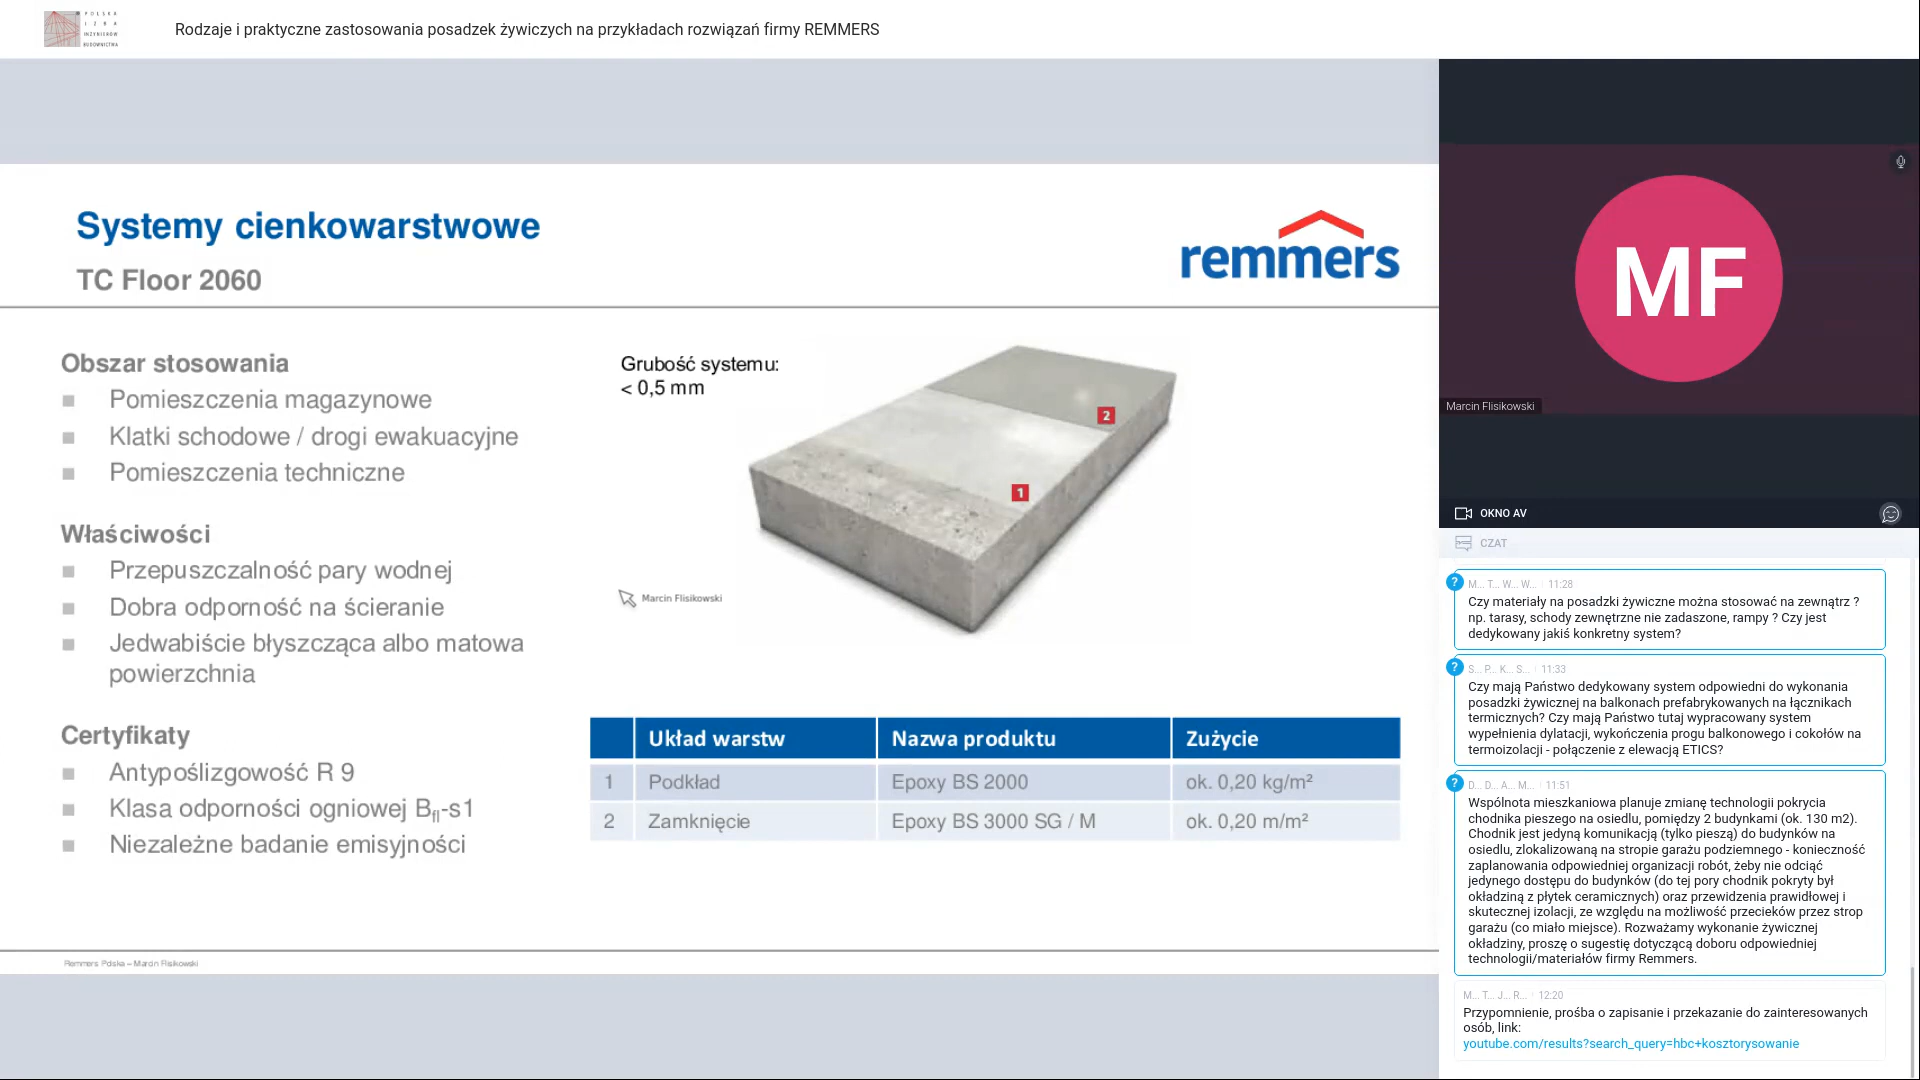 POLSKA
IZBA
INŻYNIERÓW
BUDOWNICTWA
Rodzaje i praktyczne zastosowania posadzek żywiczych na przykładach rozwiązań firmy REMMERS
Systemy cienkowarstwowe
TC Floor 2060
remmers
Obszar stosowania
Pomieszczenia magazynowe
Klatki schodowe / drogi ewakuacyjne
Pomieszczenia techniczne
Właściwości
Przepuszczalność pary wodnej
Dobra odporność na ścieranie
Jedwabiście błyszcząca albo matowa
powierzchnia
Certyfikaty
Antypoślizgowość R 9
Klasa odporności ogniowej Bfl-s1
Niezależne badanie emisyjności
Grubość systemu:
< 0,5 mm
2
1
Marcin Flisikowski
Układ warstw Nazwa produktu Zużycie
1 Podkład Epoxy BS 2000 ok. 0,20 kg/m²
2 Zamknięcie Epoxy BS 3000 SG / M ok. 0,20 m/m²
Remmers Polska – Marcin Flisikowski
MF
Marcin Flisikowski
OKNO AV
CZAT
? M... T... W... W... 11:28
Czy materiały na posadzki żywiczne można stosować na zewnątrz ?
np. tarasy, schody zewnętrzne nie zadaszone, rampy ? Czy jest
dedykowany jakiś konkretny system?
? S... P... K... S... 11:33
Czy mają Państwo dedykowany system odpowiedni do wykonania
posadzki żywicznej na balkonach prefabrykowanych na łącznikach
termicznych? Czy mają Państwo tutaj wypracowany system
wypełnienia dylatacji, wykończenia progu balkonowego i cokołów na
termoizolacji - połączenie z elewacją ETICS?
? D... D... A... M... 11:51
Wspólnota mieszkaniowa planuje zmianę technologii pokrycia
chodnika pieszego na osiedlu, pomiędzy 2 budynkami (ok. 130 m2).
Chodnik jest jedyną komunikacją (tylko pieszą) do budynków na
osiedlu, zlokalizowaną na stropie garażu podziemnego - konieczność
zaplanowania odpowiedniej organizacji robót, żeby nie odciąć
jedynego dostępu do budynków (do tej pory chodnik pokryty był
okładziną z płytek ceramicznych) oraz przewidzenia prawidłowej i
skutecznej izolacji, ze względu na możliwość przecieków przez strop
garażu (co miało miejsce). Rozważamy wykonanie żywicznej
okładziny, proszę o sugestię dotyczącą doboru odpowiedniej
technologii/materiałów firmy Remmers.
M... T... J... R... 12:20
Przypomnienie, prośba o zapisanie i przekazanie do zainteresowanych
osób, link:
youtube.com/results?search_query=hbc+kosztorysowanie